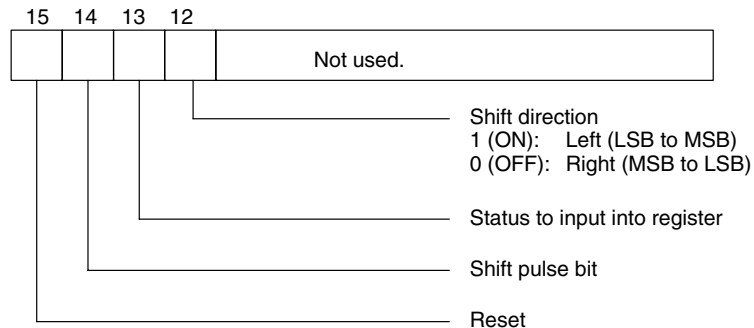 15 14 13 12
Not used.
Shift direction
1 (ON): Left (LSB to MSB)
0 (OFF): Right (MSB to LSB)
Status to input into register
Shift pulse bit
Reset